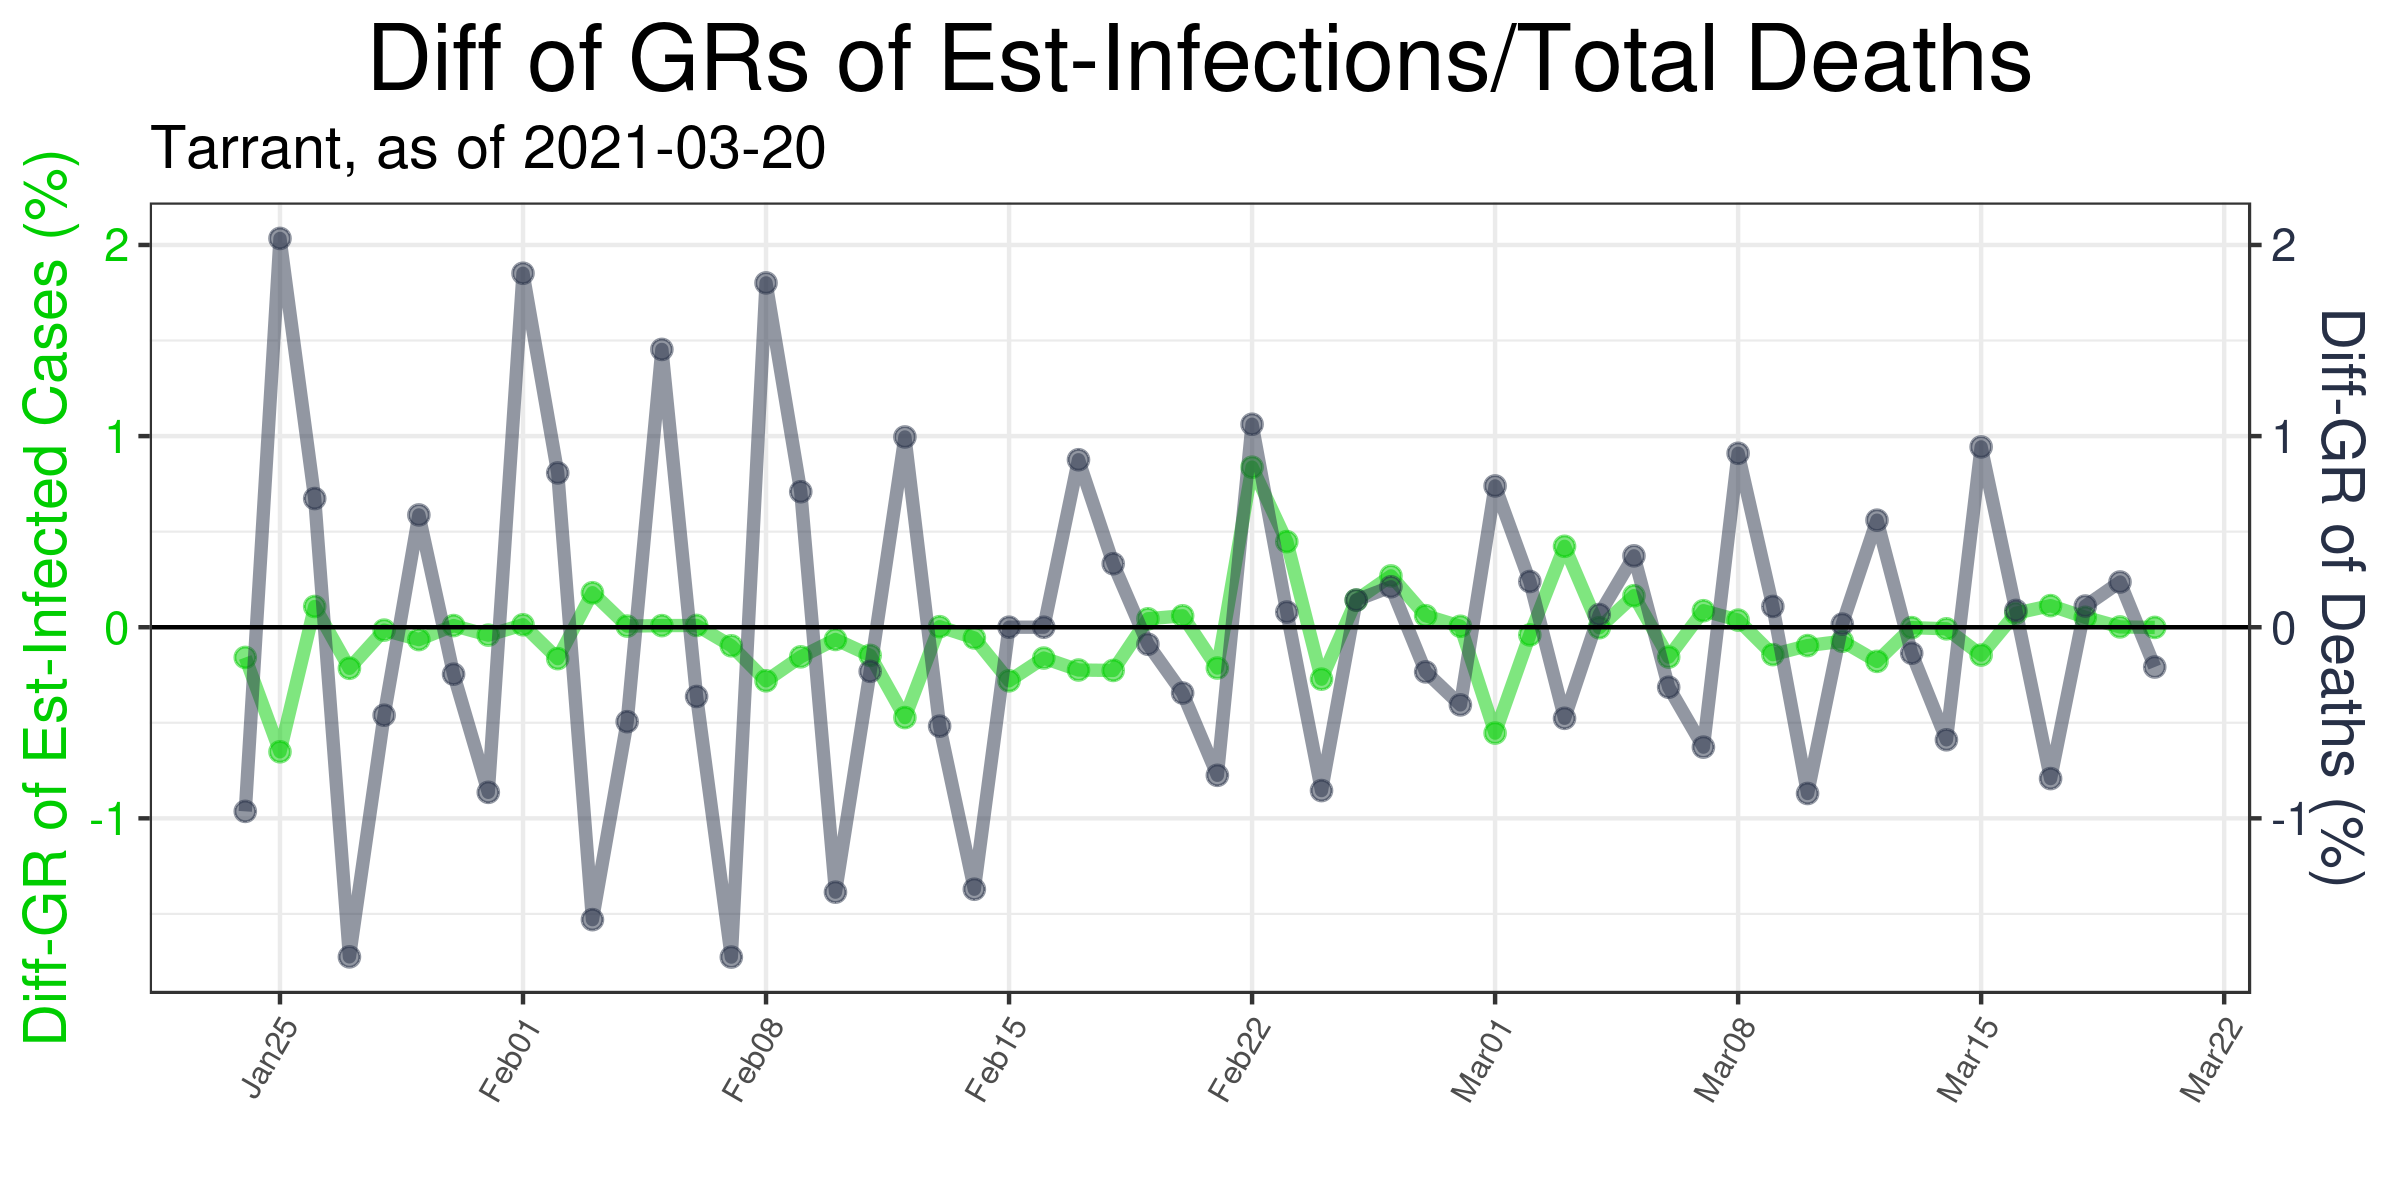 Diff of GRs of Est-Infections/Total Deaths
Tarrant, as of 2021-03-20
Diff-GR of Est-Infected Cases (%)
2
1
0
-1
2
1
0
-1
Diff-GR of Deaths (%)
Jan25
Feb01
Feb08
Feb15
Feb22
Mar01
Mar08
Mar15
Mar22